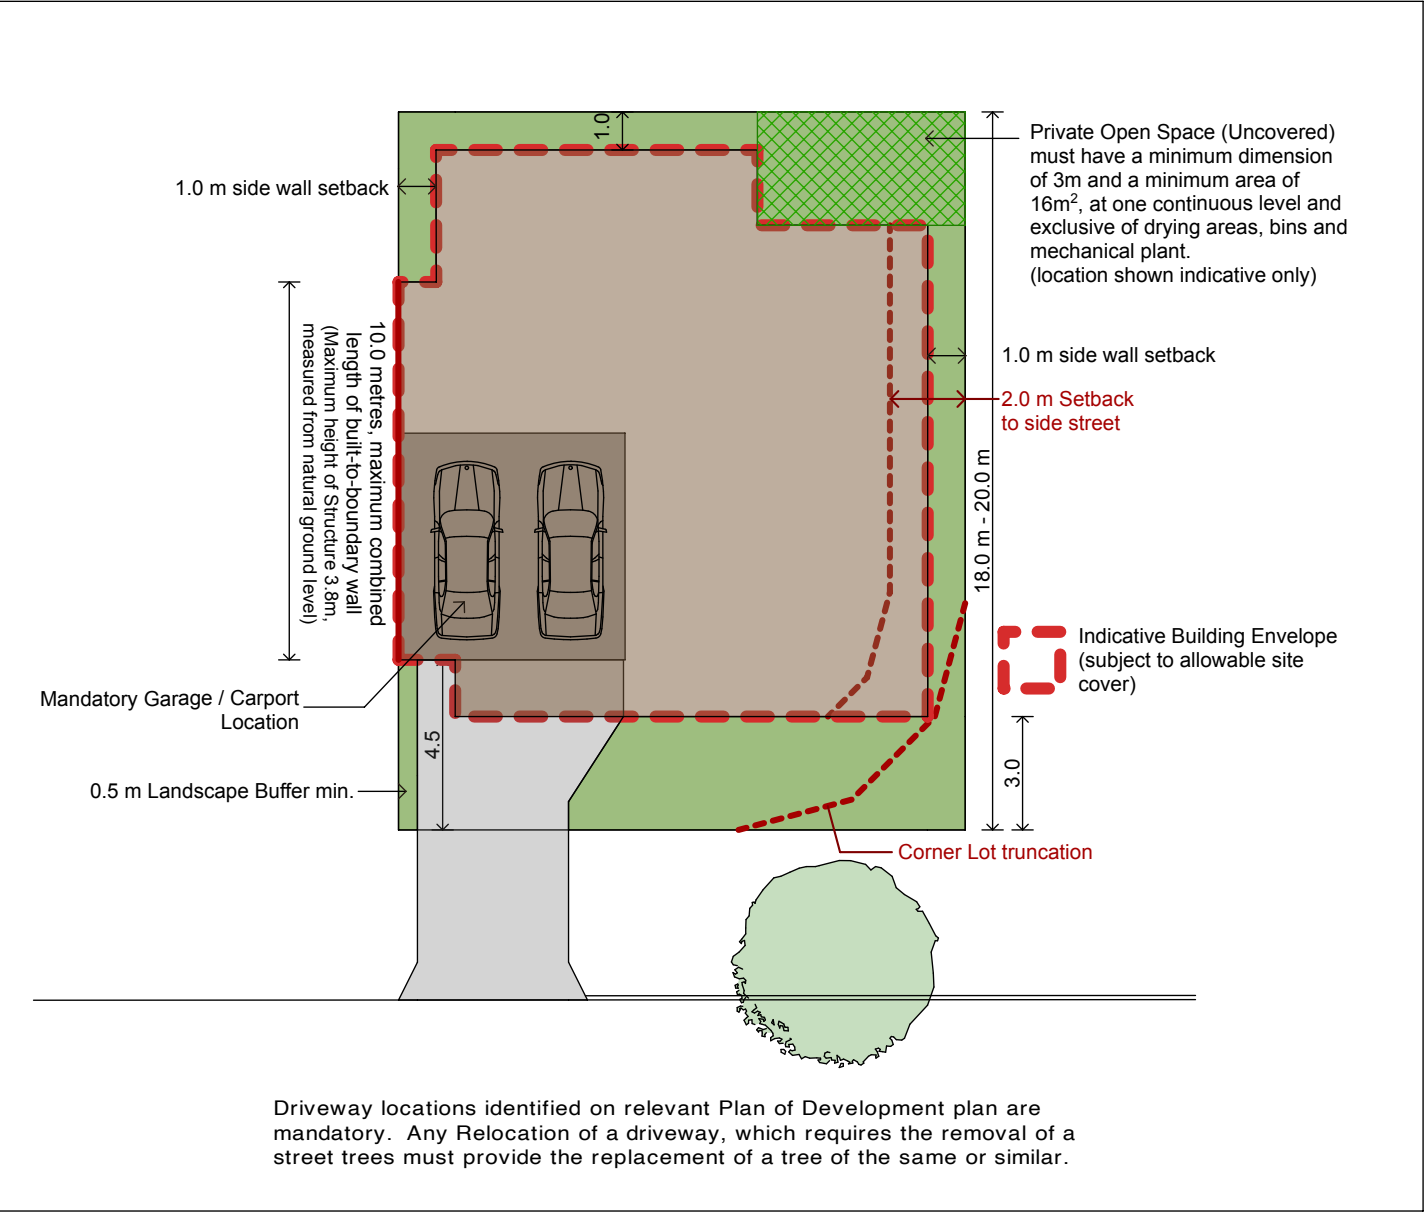 1.0
Private Open Space (Uncovered)
must have a minimum dimension
of 3m and a minimum area of
16m², at one continuous level and
exclusive of drying areas, bins and
mechanical plant.
(location shown indicative only)
1.0 m side wall setback
10.0 metres, maximum combined
length of built-to-boundary wall
(Maximum height of Structure 3.8m,
measured from natural ground level)
1.0 m side wall setback
2.0 m Setback
to side street
18.0 m - 20.0 m
Indicative Building Envelope
(subject to allowable site
cover)
Mandatory Garage / Carport
Location
4.5
3.0
0.5 m Landscape Buffer min.
Corner Lot truncation
Driveway locations identified on relevant Plan of Development plan are
mandatory.  Any Relocation of a driveway, which requires the removal of a
street trees must provide the replacement of a tree of the same or similar.